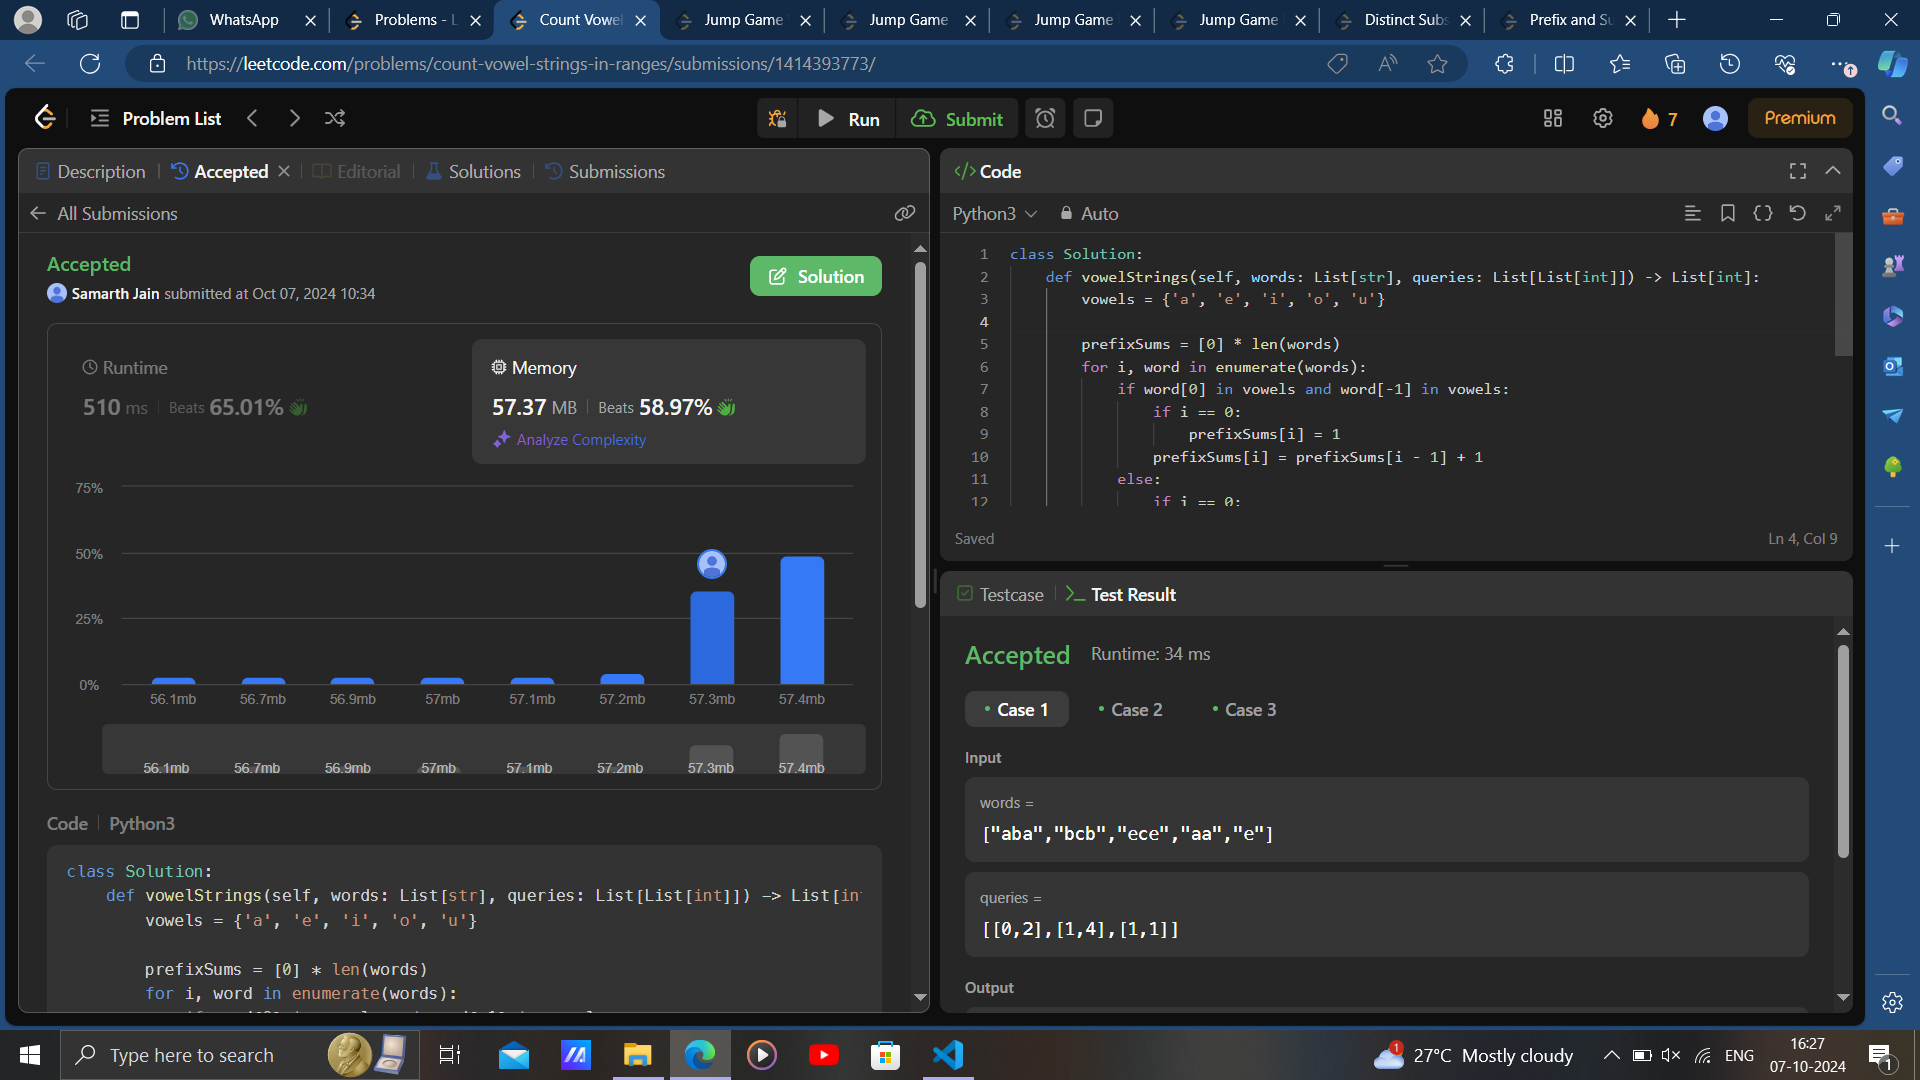 WhatsApp
Problems - L
Count Vowel
Jump Game V
Jump Game
Jump Game
Jump Game
Distinct Subs
Prefix and Su
https://leetcode.com/problems/count-vowel-strings-in-ranges/submissions/1414393773/
Problem List
Run
Submit
7
Premium
Description
Accepted
Editorial
Solutions
Submissions
All Submissions
Accepted
Samarth Jain submitted at Oct 07, 2024 10:34
Solution
Runtime
510 ms
Beats 65.01%
Memory
57.37 MB
Beats 58.97%
Analyze Complexity
75%
50%
25%
0%
56.1mb 56.7mb 56.9mb 57mb 57.1mb 57.2mb 57.3mb 57.4mb
56.1mb 56.7mb 56.9mb 57mb 57.1mb 57.2mb 57.3mb 57.4mb
Code
Python3
class Solution:
def vowelStrings(self, words: List[str], queries: List[List[int]]) -> List[in
vowels = {'a', 'e', 'i', 'o', 'u'}
prefixSums = [0] * len(words)
for i, word in enumerate(words):
Code
Python3
Auto
1 class Solution:
2 def vowelStrings(self, words: List[str], queries: List[List[int]]) -> List[int]:
3 vowels = {'a', 'e', 'i', 'o', 'u'}
4
5 prefixSums = [0] * len(words)
6 for i, word in enumerate(words):
7 if word[0] in vowels and word[-1] in vowels:
8 if i == 0:
9 prefixSums[i] = 1
10 prefixSums[i] = prefixSums[i - 1] + 1
11 else:
12 if i == 0:
Saved
Ln 4, Col 9
Testcase
Test Result
Accepted
Runtime: 34 ms
Case 1
Case 2
Case 3
Input
words =
["aba","bcb","ece","aa","e"]
queries =
[[0,2],[1,4],[1,1]]
Output
Type here to search
1
27°C Mostly cloudy
ENG
16:27
07-10-2024
1